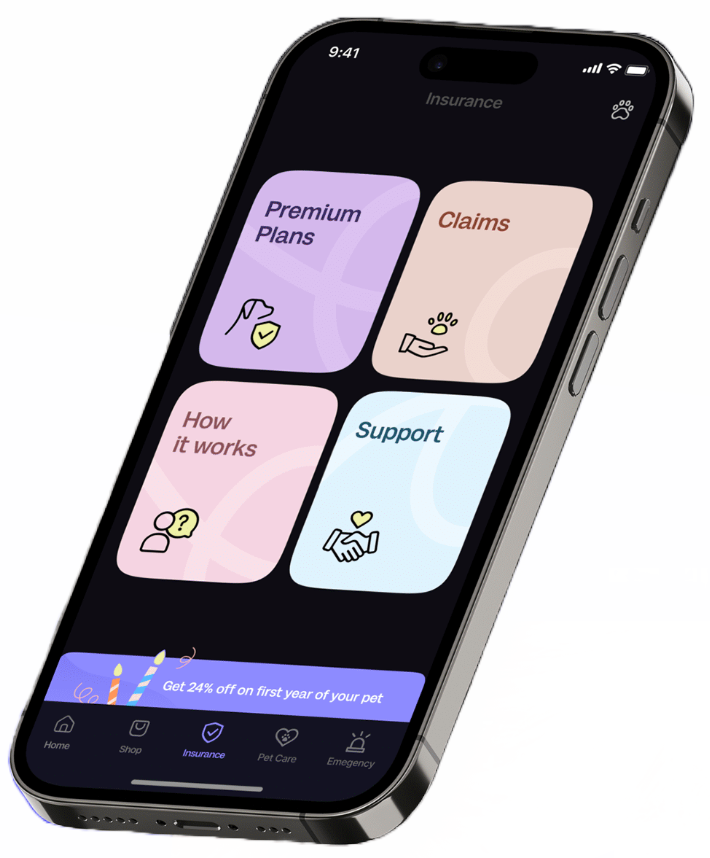 9:41
Insurance
Premium
Plans
Claims
?
How
it works
Support
Get 24% off on first year of your pet
Home
Shop
Insurance
Pet Care
Emegency